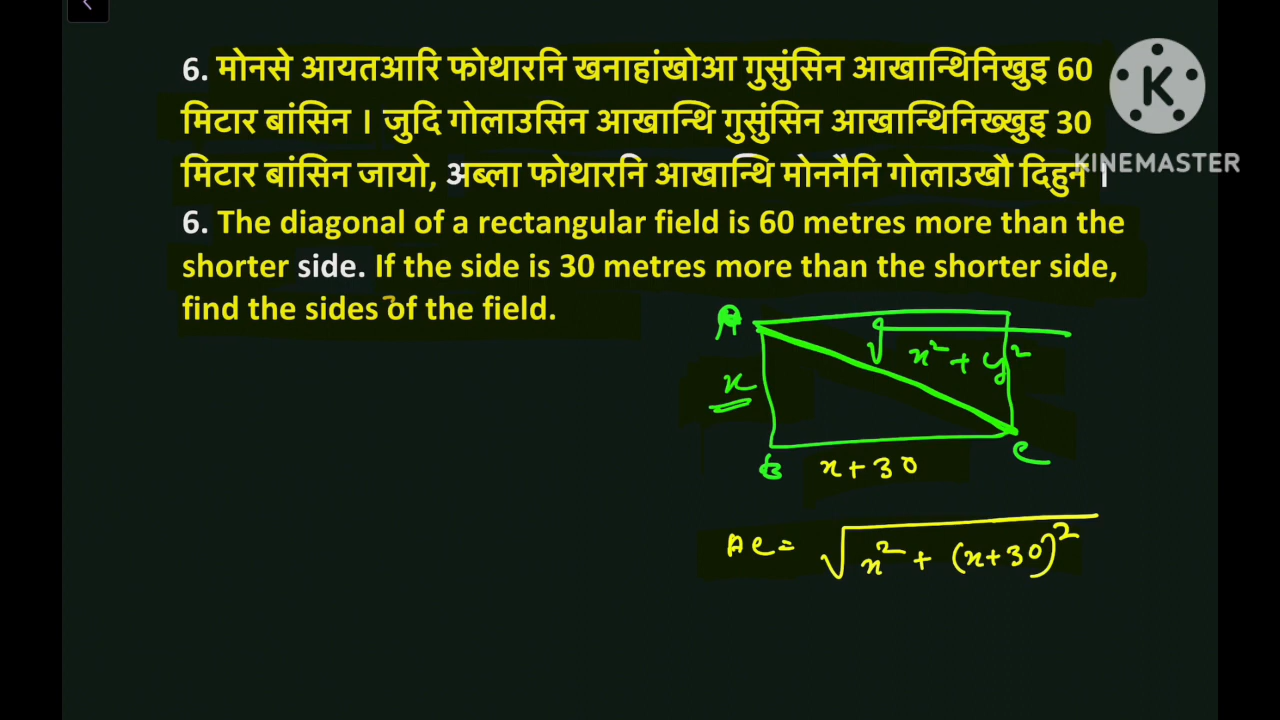 6. मोनसे आयतआरि फोथारनि खनाहांखोआ गुसुंसिन आखान्थिनिखुइ 60
मिटार बांसिन । जुदि गोलाउसिन आखान्थि गुसुंसिन आखान्थिनिख्खुइ 30
मिटार बांसिन जायो, अब्ला फोथारनि आखान्थि मोननैनि गोलाउखौ दिहुन ।
K
KINEMASTER
6. The diagonal of a rectangular field is 60 metres more than the
shorter side. If the side is 30 metres more than the shorter side,
find the sides of the field.
A
√x²+y²
x
B
x+30
C
AC= √x²+(x+30)²